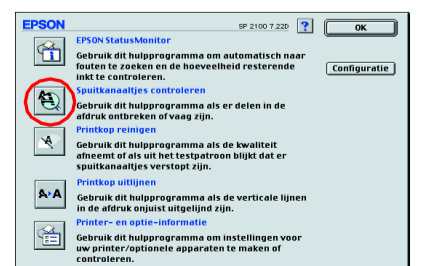 EPSON
SP 2100 7.22D
?
OK
EPSON StatusMonitor
Gebruik dit hulpprogramma om automatisch naar
fouten te zoeken en de hoeveelheid resterende
inkt te controleren.
Configuratie
Spuitkanaaltjes controleren
Gebruik dit hulpprogramma als er delen in de
afdruk ontbreken of vaag zijn.
Printkop reinigen
Gebruik dit hulpprogramma als de kwaliteit
afneemt of als uit het testpatroon blijkt dat er
spuitkanaaltjes verstopt zijn.
Printkop uitlijnen
Gebruik dit hulpprogramma als de verticale lijnen
in de afdruk onjuist uitgelijnd zijn.
Printer- en optie-informatie
Gebruik dit hulpprogramma om instellingen voor
uw printer/optionele apparaten te maken of
controleren.